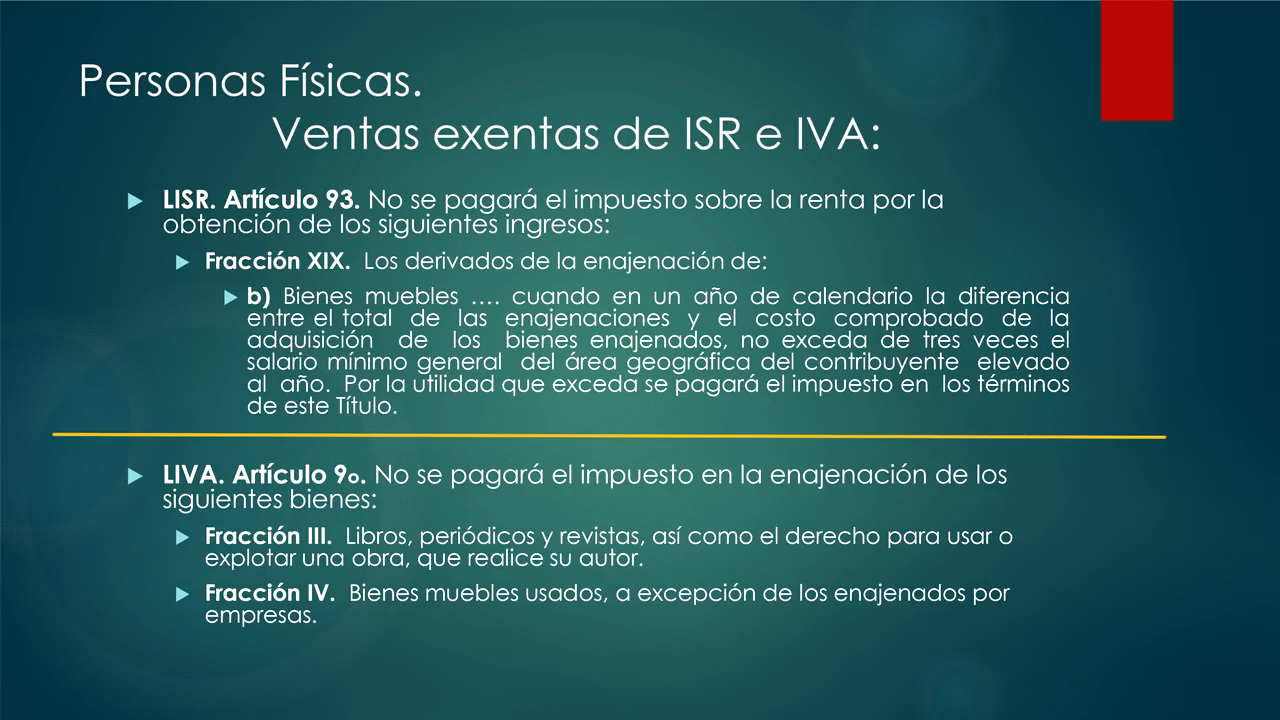 Personas Físicas.
Ventas exentas de ISR e IVA:
LISR. Artículo 93. No se pagará el impuesto sobre la renta por la
obtención de los siguientes ingresos:
Fracción XIX. Los derivados de la enajenación de:
b) Bienes muebles …. cuando en un año de calendario la diferencia
entre el total de las enajenaciones y el costo comprobado de la
adquisición de los bienes enajenados, no exceda de tres veces el
salario mínimo general del área geográfica del contribuyente elevado
al año. Por la utilidad que exceda se pagará el impuesto en los términos
de este Título.
LIVA. Artículo 9o. No se pagará el impuesto en la enajenación de los
siguientes bienes:
Fracción III. Libros, periódicos y revistas, así como el derecho para usar o
explotar una obra, que realice su autor.
Fracción IV. Bienes muebles usados, a excepción de los enajenados por
empresas.